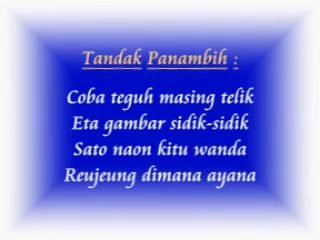 Tandak Panambih :
Coba teguh masing telik
Eta gambar sidik-sidik
Sato naon kitu wanda
Reujeung dimana ayana